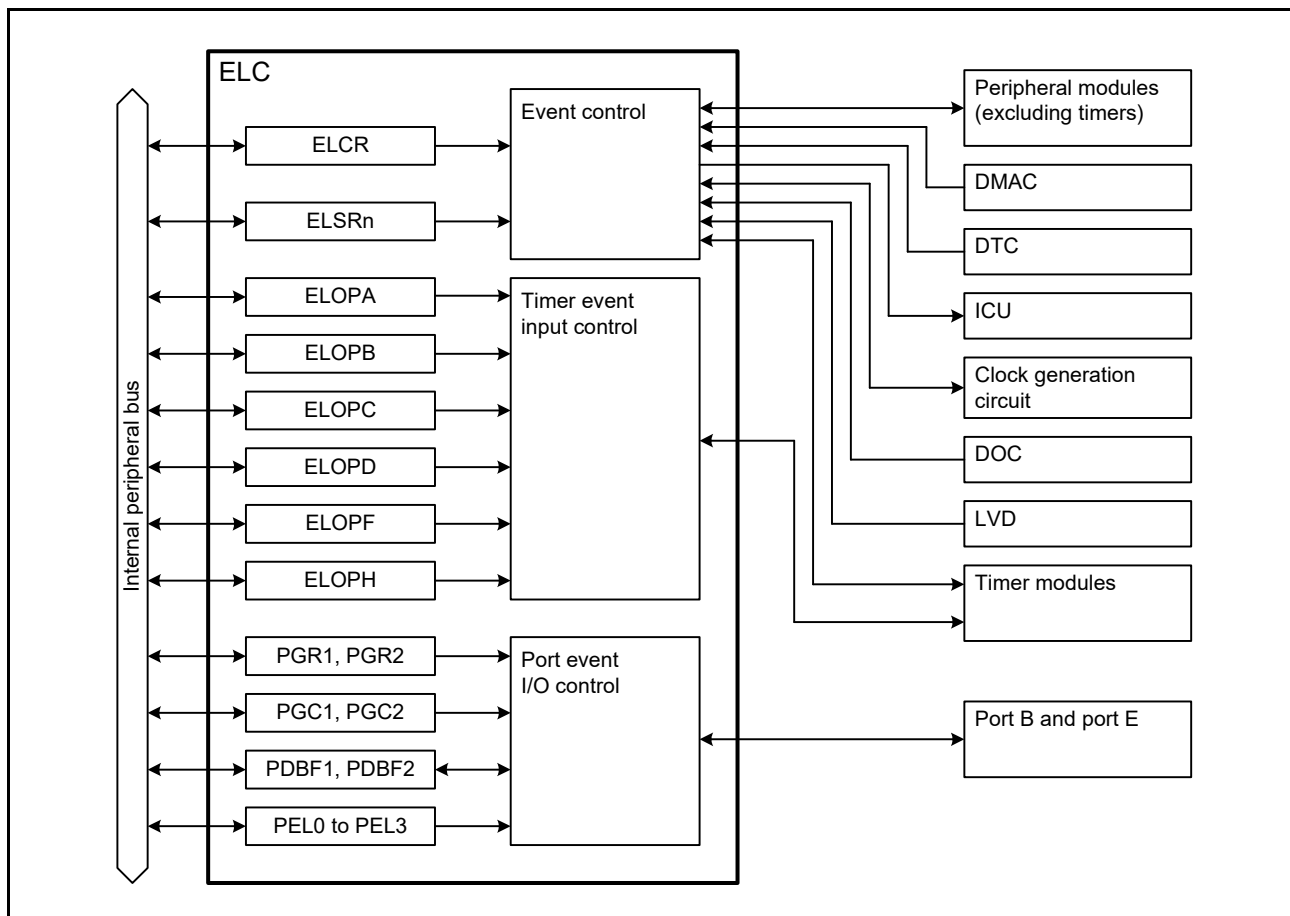 ELC
Internal peripheral bus
ELCR
ELSRn
ELOPA
ELOPB
ELOPC
ELOPD
ELOPF
ELOPH
PGR1, PGR2
PGC1, PGC2
PDBF1, PDBF2
PEL0 to PEL3
Event control
Timer event
input control
Port event
I/O control
Peripheral modules
(excluding timers)
DMAC
DTC
ICU
Clock generation
circuit
DOC
LVD
Timer modules
Port B and port E